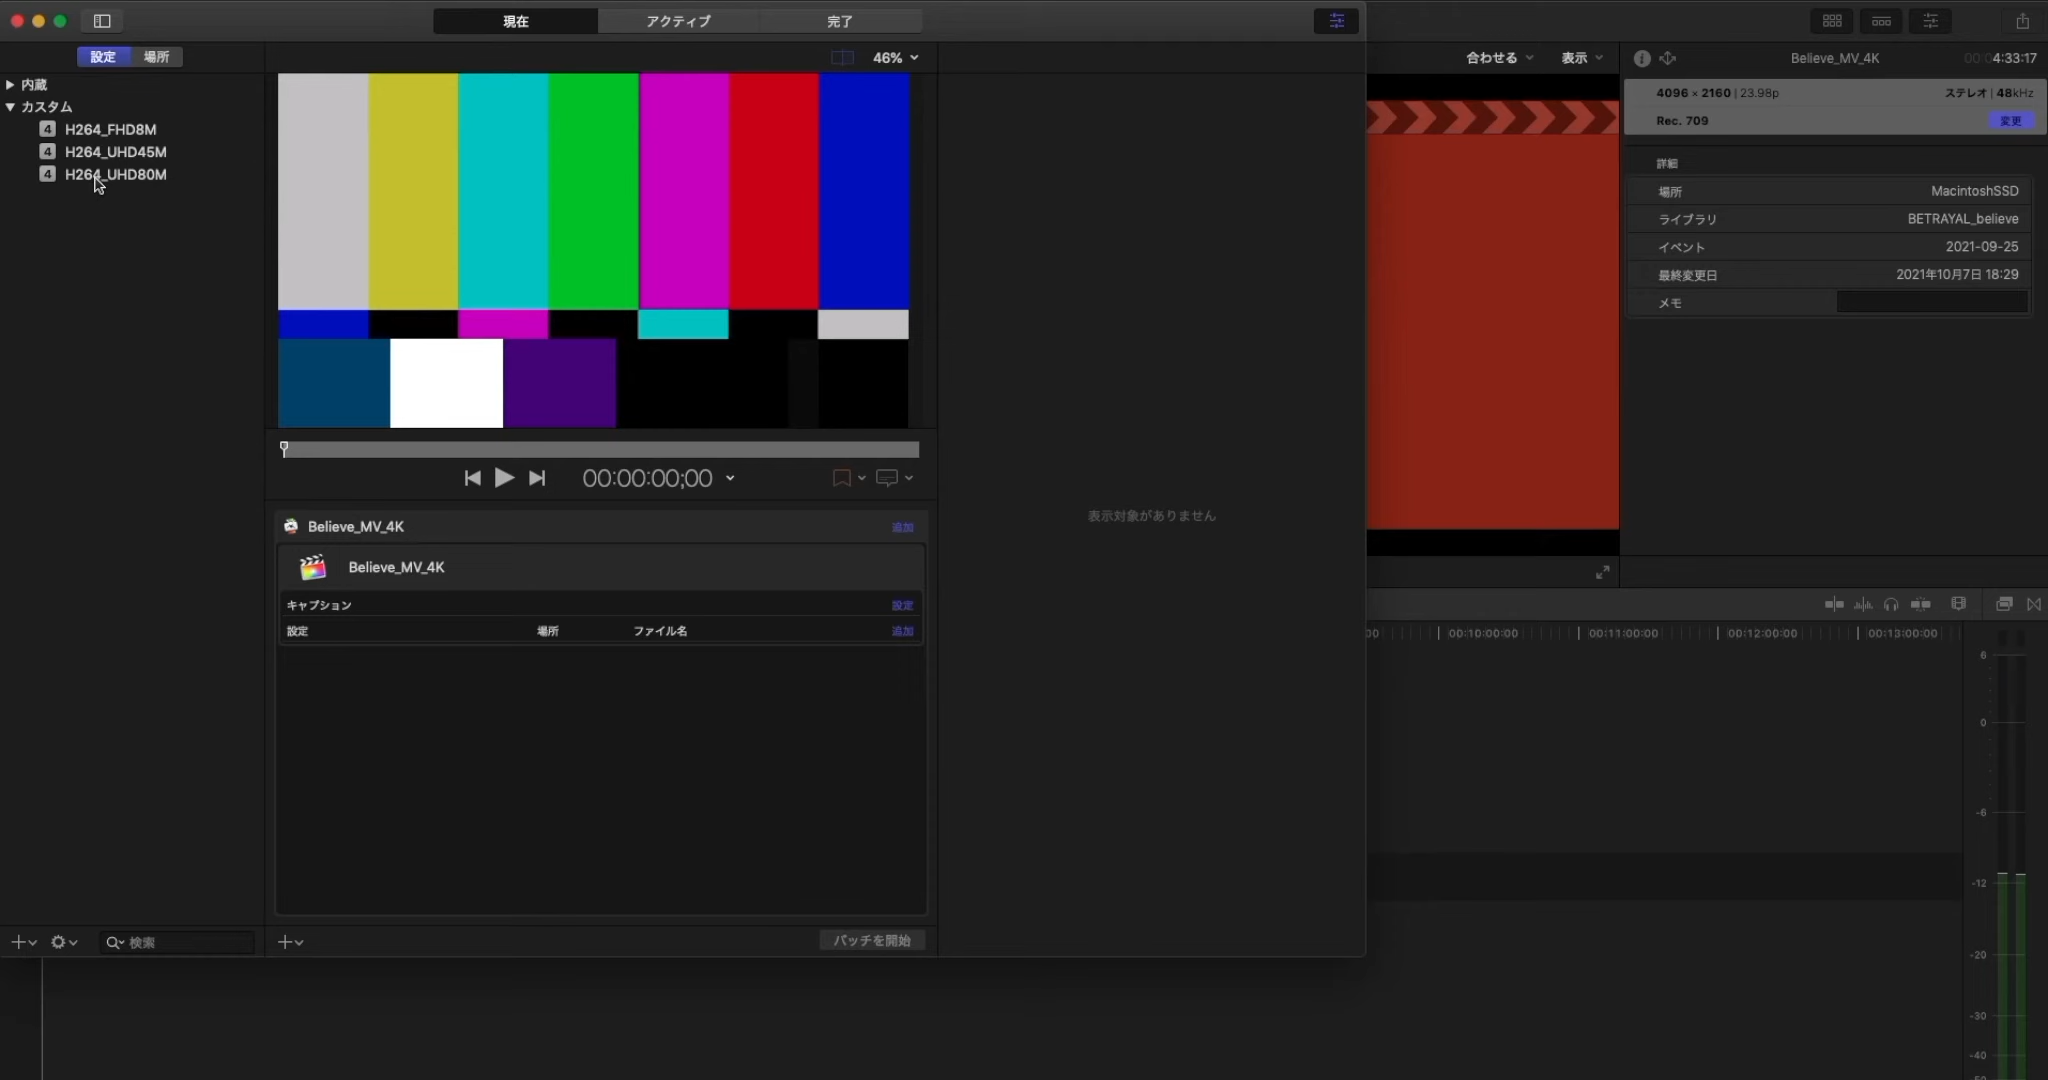 現在
アクティブ
完了
設定
場所
46%
合わせる
表示
Believe_MV_4K
00:04:33:17
内蔵
カスタム
4 H264_FHD8M
4 H264_UHD45M
4 H264_UHD80M
4096 × 2160 | 23.98p
ステレオ | 48kHz
Rec. 709
変更
詳細
場所
MacintoshSSD
ライブラリ
BETRAYAL_believe
イベント
2021-09-25
最終変更日
2021年10月7日 18:29
メモ
00:00:00;00
表示対象がありません
Believe_MV_4K
追加
Believe_MV_4K
キャプション
設定
設定
場所
ファイル名
追加
00
00:10:00:00
00:11:00:00
00:12:00:00
00:13:00:00
6
0
-6
-12
-20
-30
-40
検索
バッチを開始